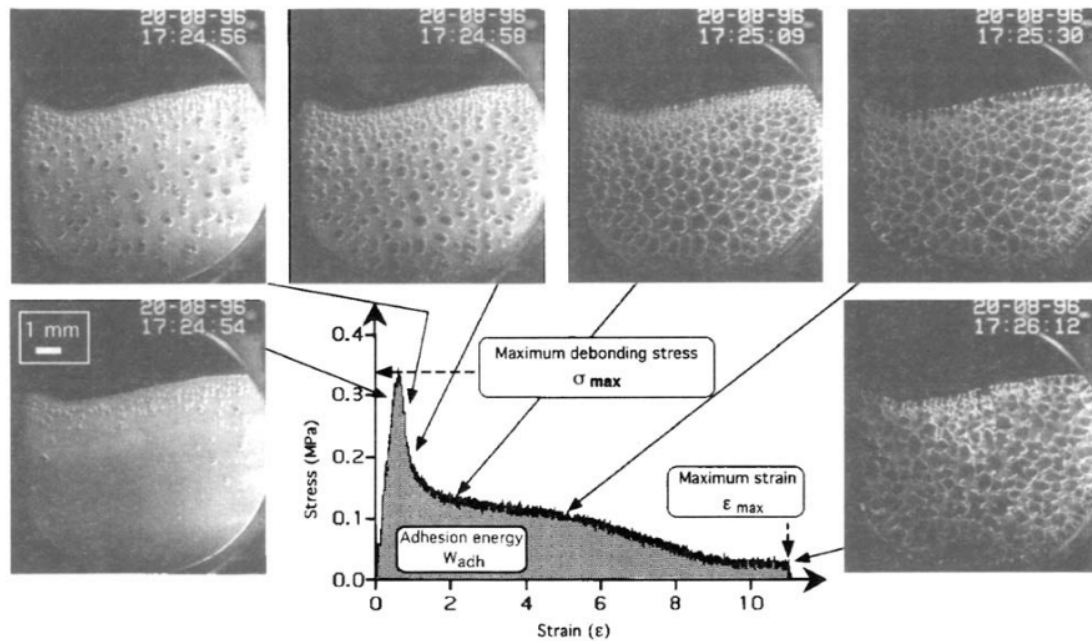 20-08-96
17:24:56
20-08-96
17:24:58
20-08-96
17:25:09
20-08-96
17:25:30
1 mm
20-08-96
17:24:54
20-08-96
17:26:12
0.4
0.3
0.2
0.1
0.0
Stress (MPa)
Maximum debonding stress
σ max
Maximum strain
ε max
Adhesion energy
Wadh
0 2 4 6 8 10
Strain (ε)